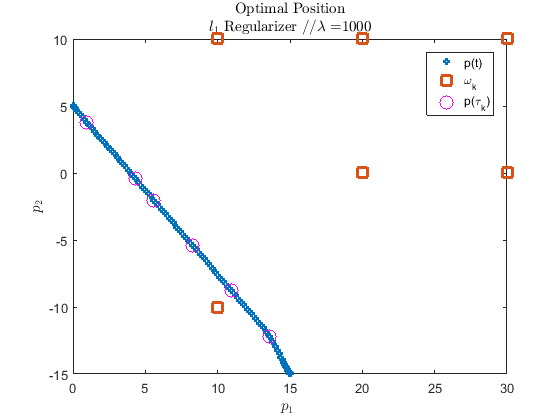 Optimal Position
l₁ Regularizer //λ =1000
10
5
0
-5
-10
-15
p₂
0
5
10
15
20
25
30
p₁
p(t)
ωₖ
p(τₖ)